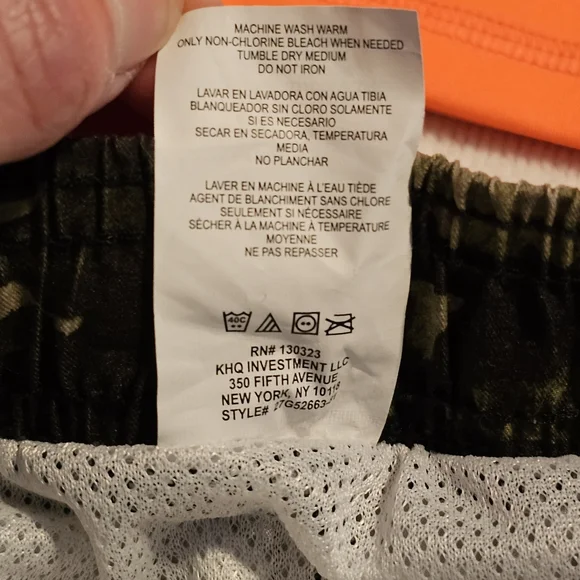 MACHINE WASH WARM
ONLY NON-CHLORINE BLEACH WHEN NEEDED
TUMBLE DRY MEDIUM
DO NOT IRON
LAVAR EN LAVADORA CON AGUA TIBIA
BLANQUEADOR SIN CLORO SOLAMENTE
SI ES NECESARIO
SECAR EN SECADORA, TEMPERATURA
MEDIA
NO PLANCHAR
LAVER EN MACHINE À L'EAU TIÈDE
AGENT DE BLANCHIMENT SANS CHLORE
SEULEMENT SI NÉCESSAIRE
SÉCHER À LA MACHINE À TEMPERATURE
MOYENNE
NE PAS REPASSER
40C
RN# 130323
KHQ INVESTMENT LLC
350 FIFTH AVENUE
NEW YORK, NY 10118
STYLE# 27G52663